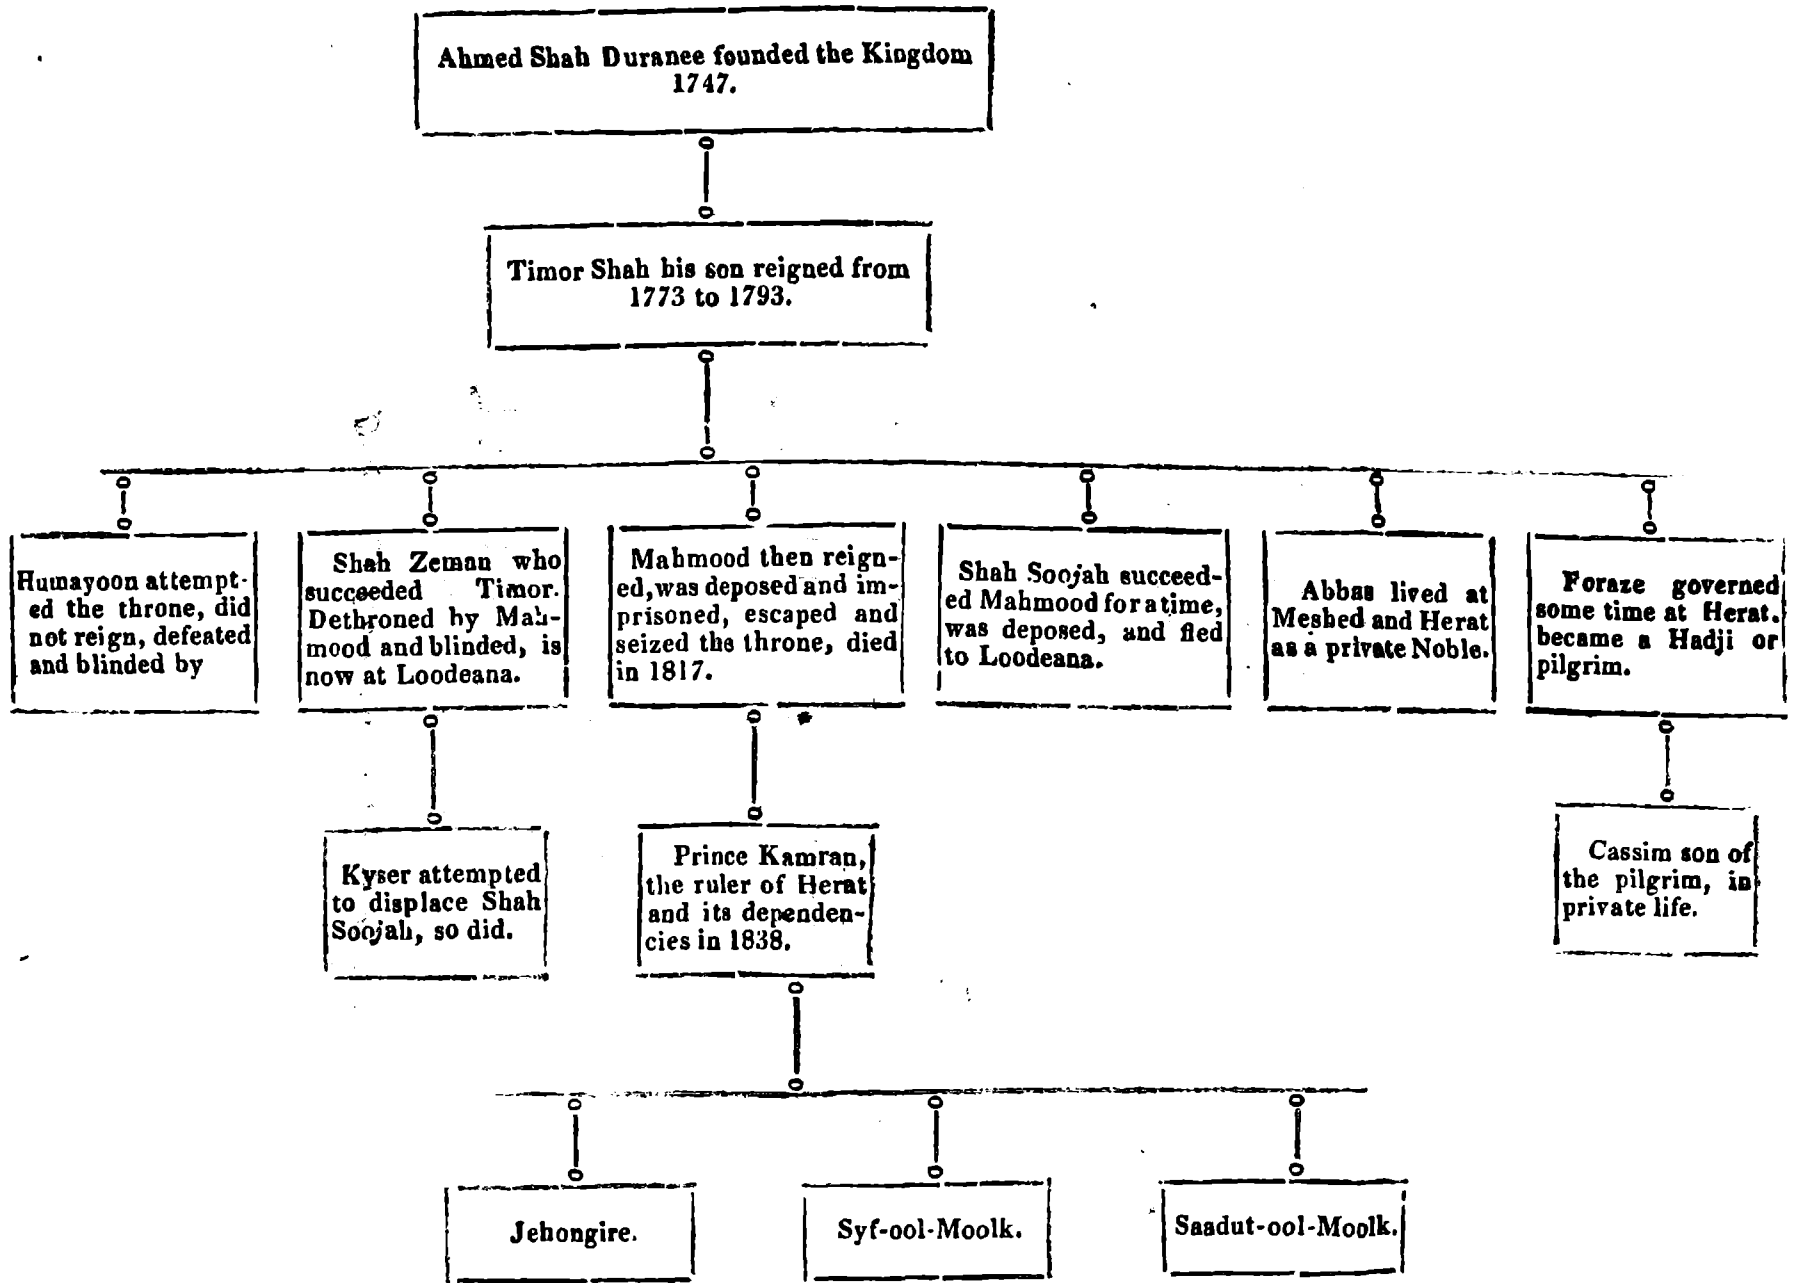 Ahmed Shah Duranee founded the Kingdom
1747.
Timor Shah his son reigned from
1773 to 1793.
Humayoon attempt-
ed the throne, did
not reign, defeated
and blinded by
Shah Zeman who
succeeded Timor.
Dethroned by Mah-
mood and blinded, is
now at Loodeana.
Mahmood then reign-
ed, was deposed and im-
prisoned, escaped and
seized the throne, died
in 1817.
Shah Soojah succeed-
ed Mahmood for a time,
was deposed, and fled
to Loodeana.
Abbas lived at
Meshed and Herat
as a private Noble.
Foraze governed
some time at Herat.
became a Hadji or
pilgrim.
Kyser attempted
to displace Shah
Soojah, so did.
Prince Kamran,
the ruler of Herat
and its dependen-
cies in 1838.
Cassim son of
the pilgrim, in
private life.
Jehongire.
Syf-ool-Moolk.
Saadut-ool-Moolk.